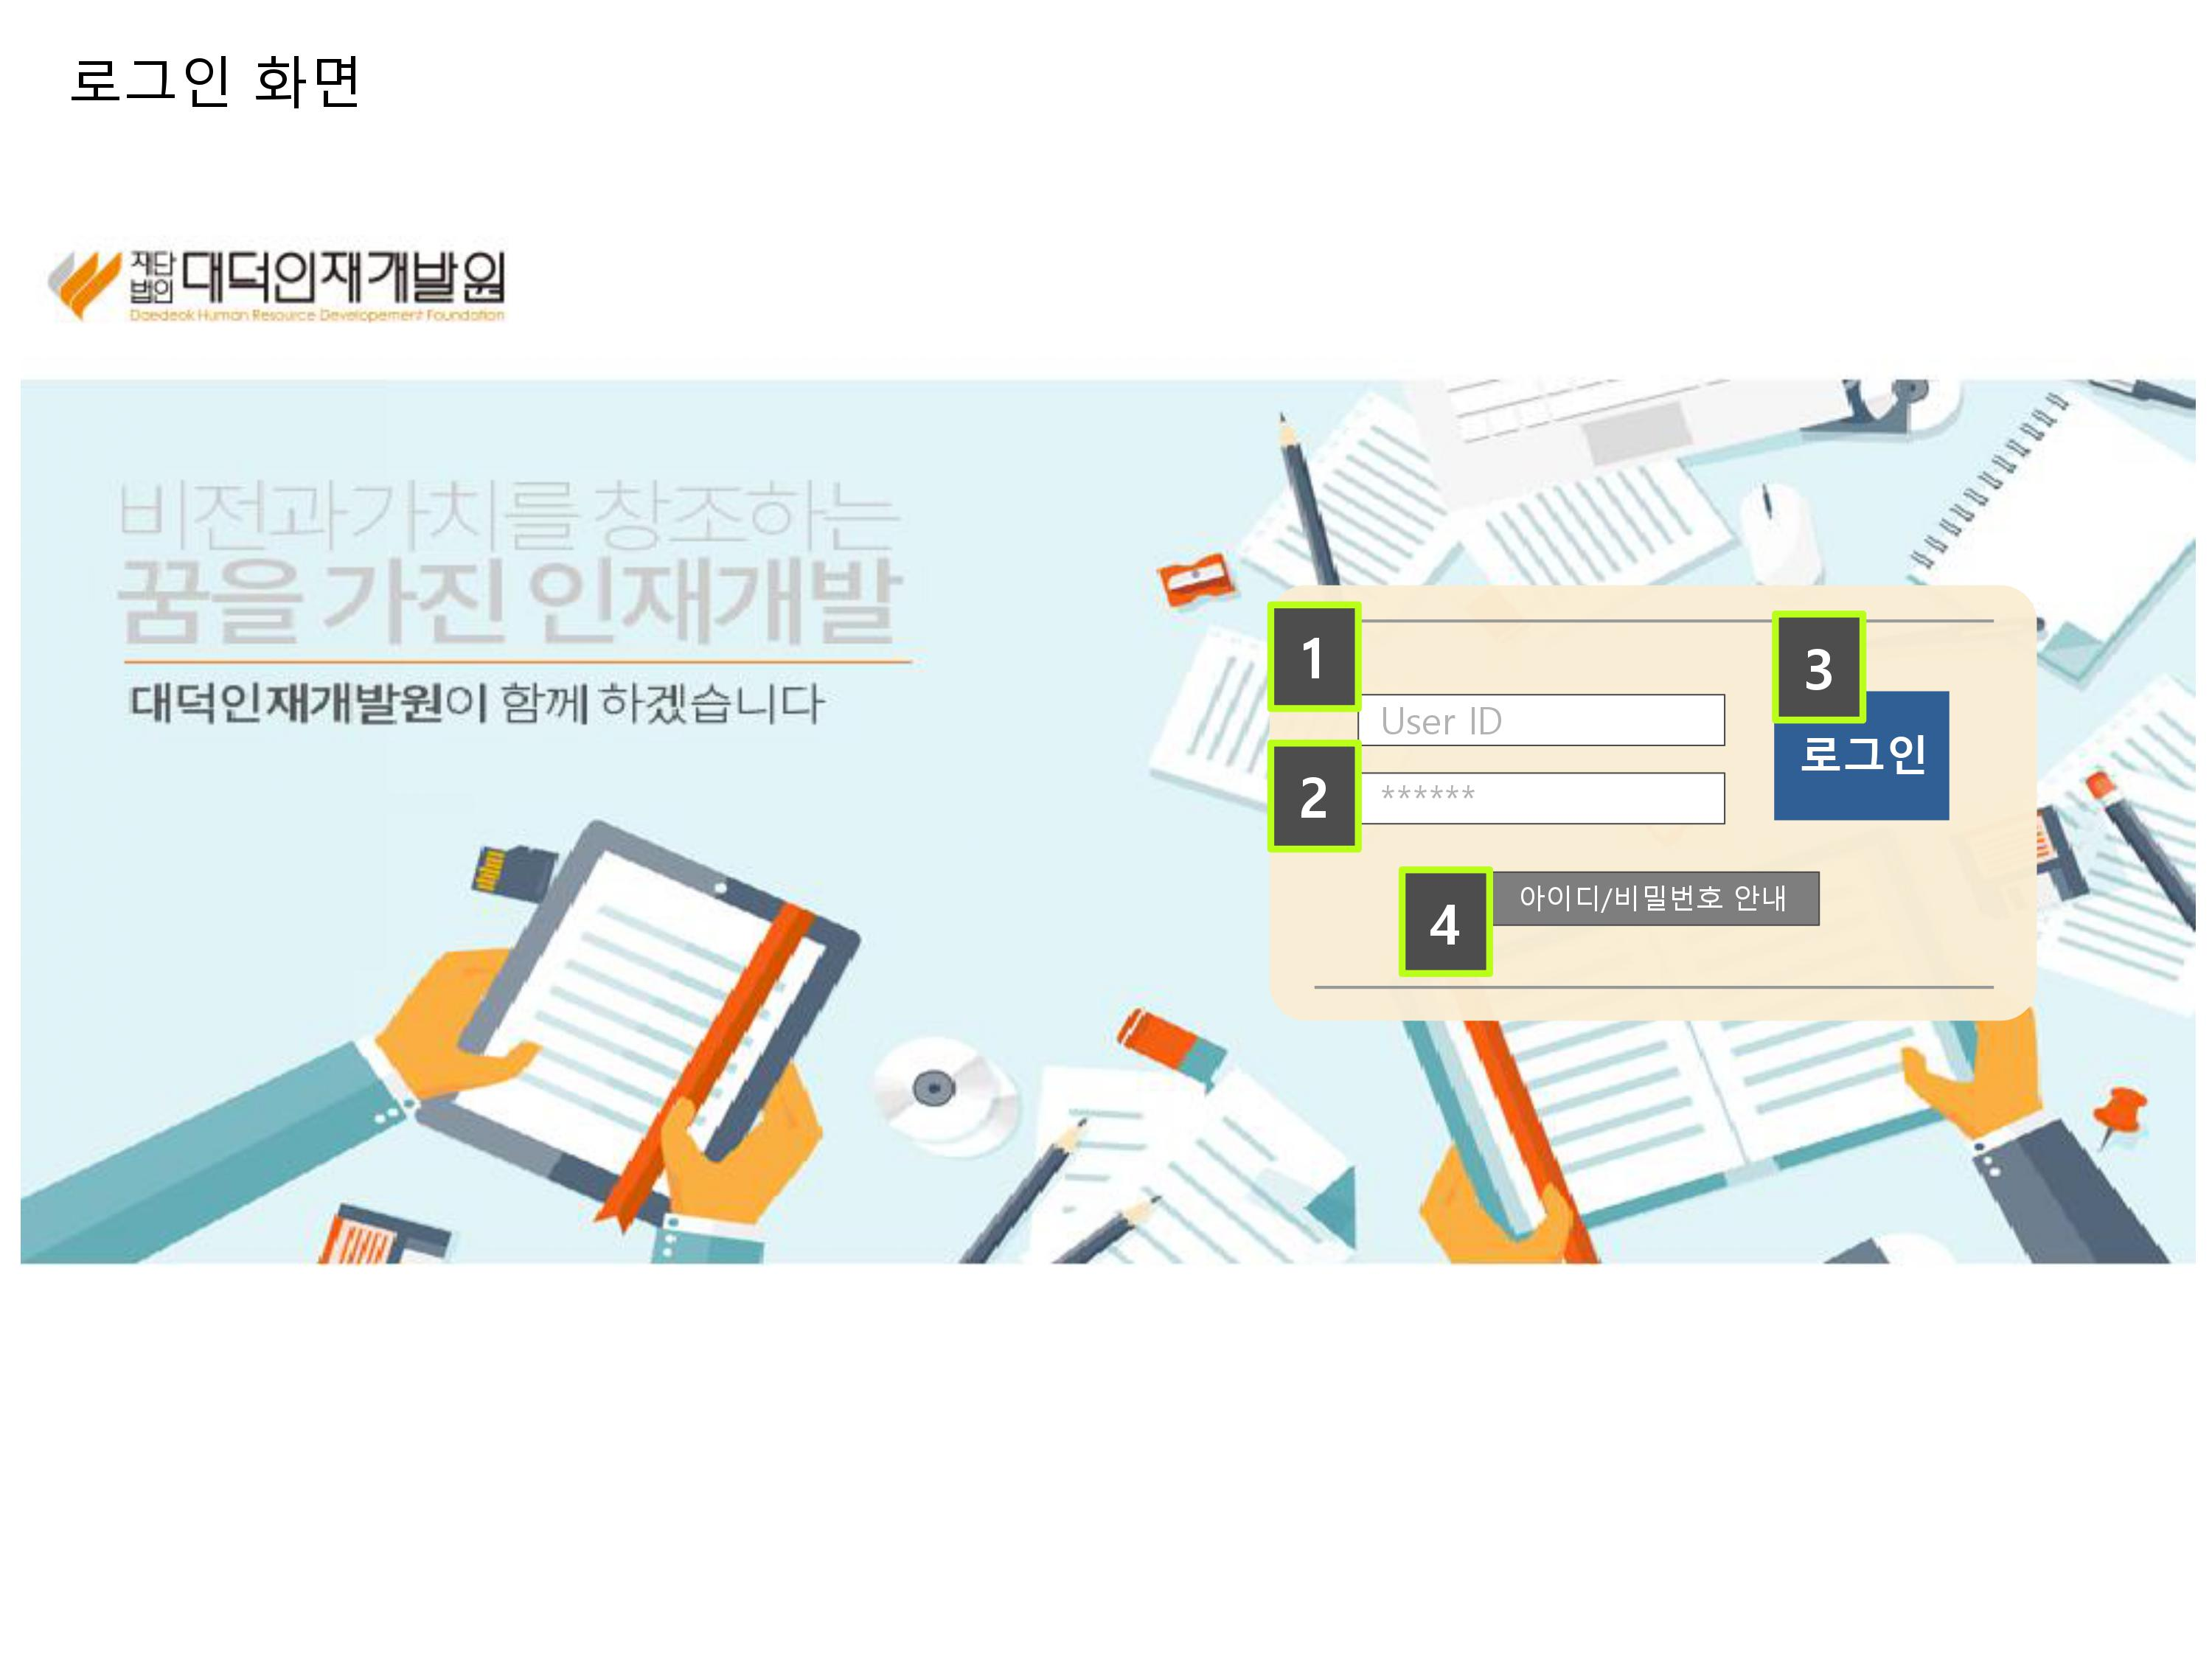 로그인 화면
재단법인 대덕인재개발원
Daedeok Human Resource Developement Foundation
비전과 가치를 창조하는
꿈을 가진 인재개발
대덕인재개발원이 함께 하겠습니다
1
3
User ID
로그인
2
******
4
아이디/비밀번호 안내